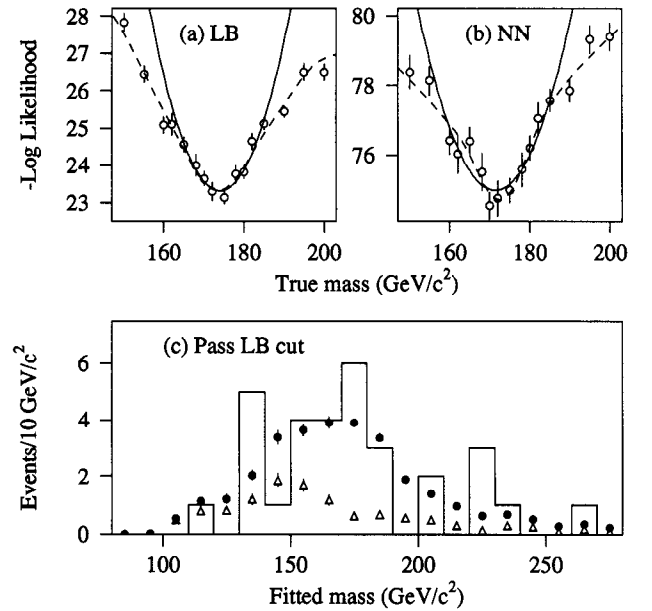 28
27
26
25
24
23
(a) LB
160 180 200
80
78
76
(b) NN
160 180 200
-Log Likelihood
True mass (GeV/c²)
6
4
2
0
(c) Pass LB cut
Events/10 GeV/c²
100 150 200 250
Fitted mass (GeV/c²)